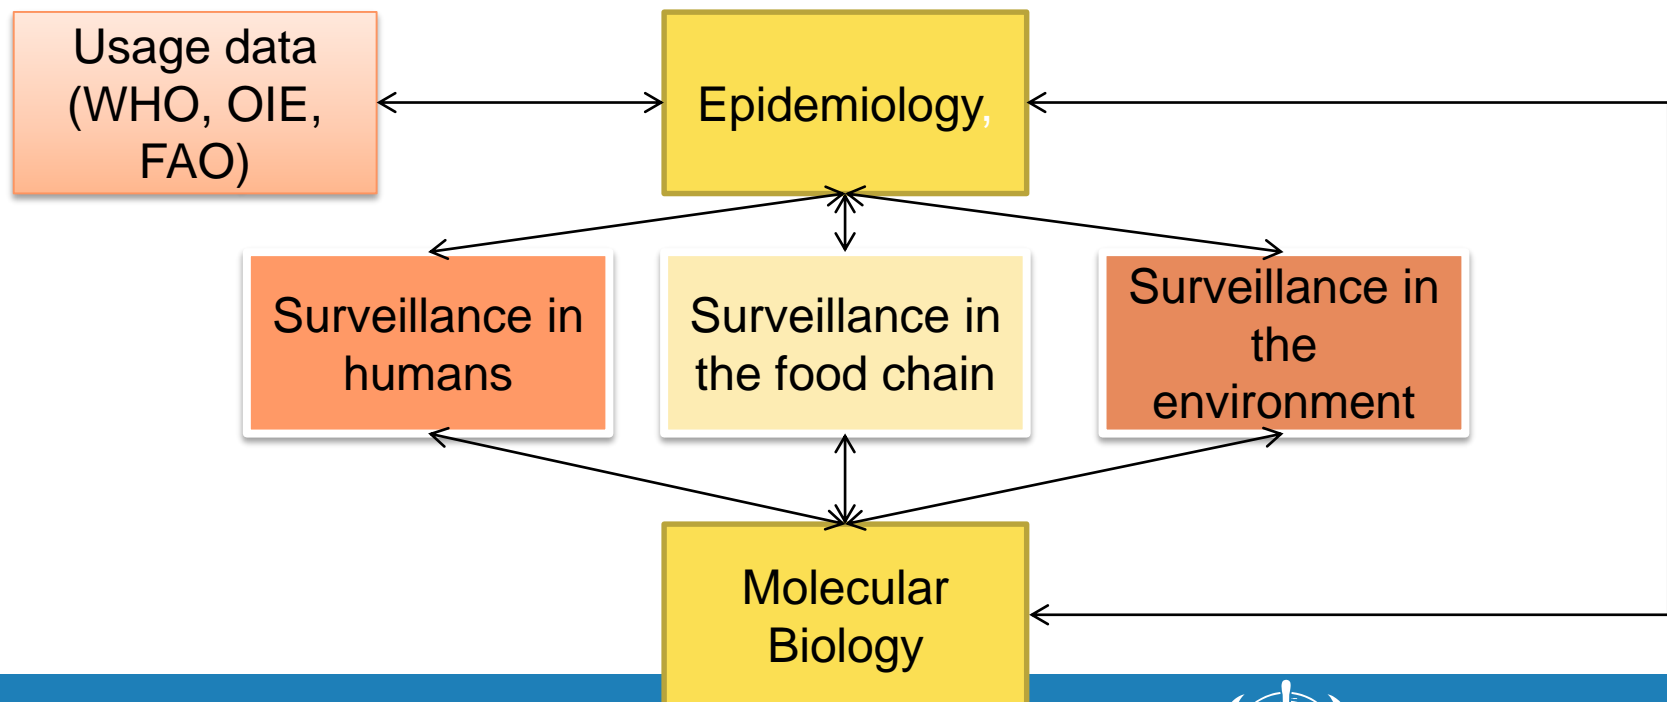 Usage data
(WHO, OIE,
FAO)
Epidemiology,
Surveillance in
humans
Surveillance in
the food chain
Surveillance in
the
environment
Molecular
Biology